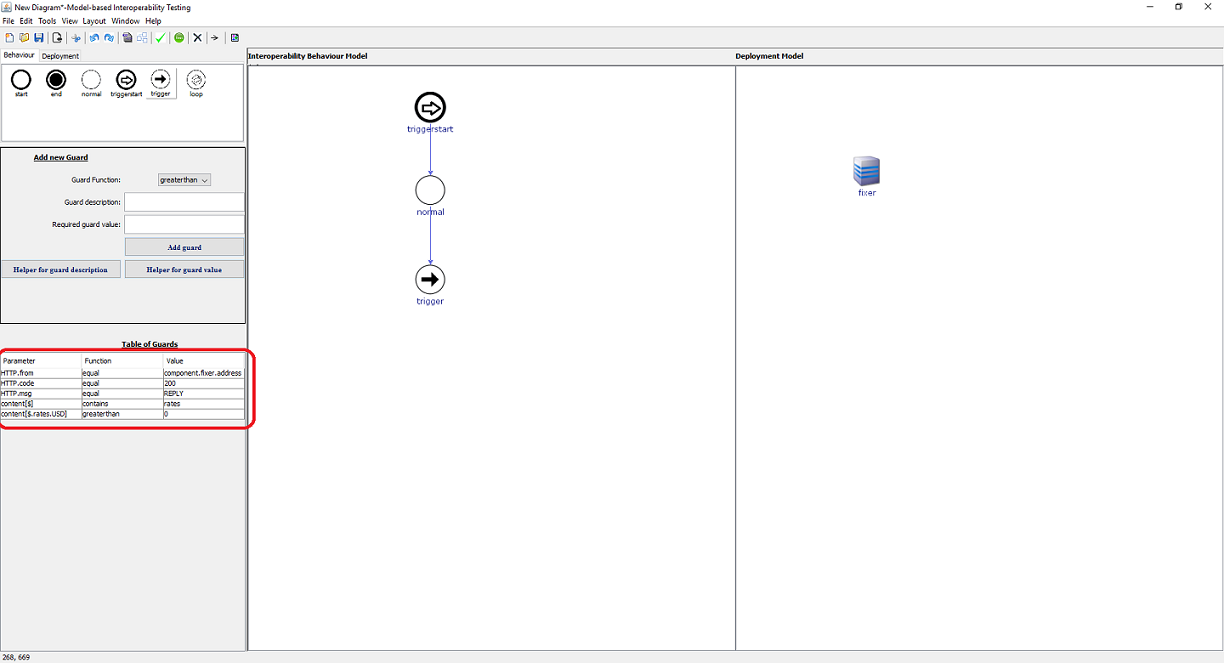 New Diagram*-Model-based Interoperability Testing
File Edit Tools View Layout Window Help
Behaviour Deployment
start end normal triggerstart trigger loop
Add new Guard
Guard Function: greaterthan
Guard description:
Required guard value:
Add guard
Helper for guard description Helper for guard value
Table of Guards
Parameter Function Value
HTTP.from equal component.fixer.address
HTTP.code equal 200
HTTP.msg equal REPLY
content[$] contains rates
content[$.rates.USD] greaterthan 0
268, 669
Interoperability Behaviour Model
triggerstart
normal
trigger
Deployment Model
fixer